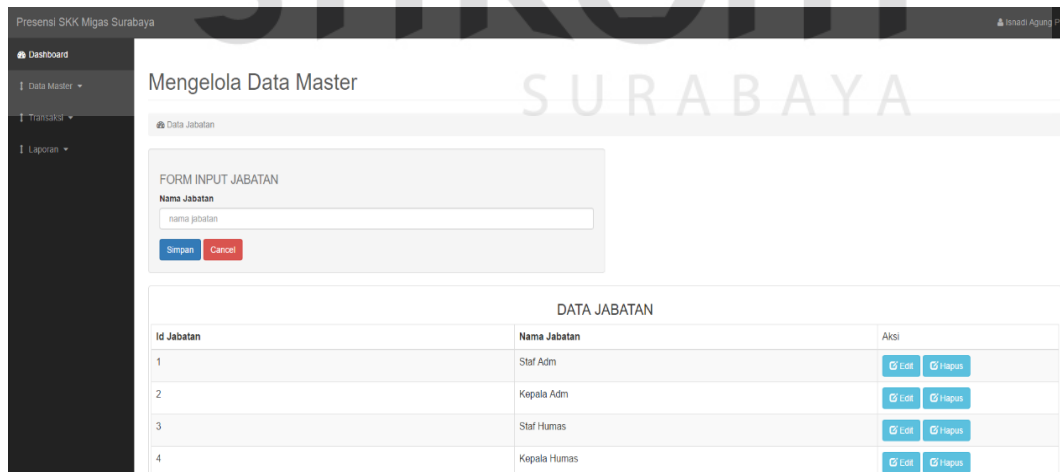 Presensi SKK Migas Surabaya
Isnadi Agung P
Dashboard
Data Master
Transaksi
Laporan
Mengelola Data Master
SURABAYA
Data Jabatan
FORM INPUT JABATAN
Nama Jabatan
nama jabatan
Simpan Cancel
DATA JABATAN
Id Jabatan Nama Jabatan Aksi
1 Staf Adm Edit Hapus
2 Kepala Adm Edit Hapus
3 Staf Humas Edit Hapus
4 Kepala Humas Edit Hapus